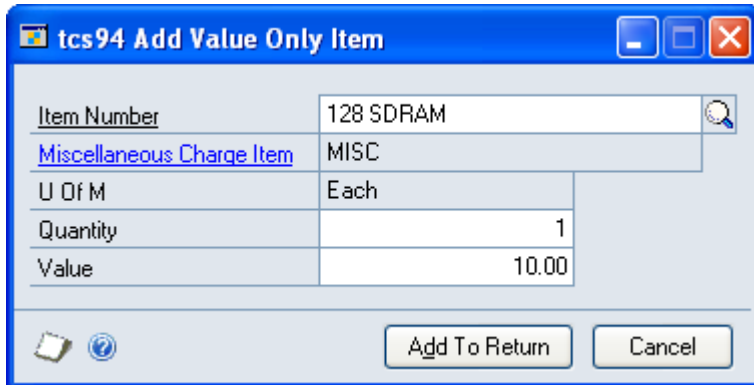 tcs94 Add Value Only Item
Item Number 128 SDRAM
Miscellaneous Charge Item MISC
U Of M Each
Quantity 1
Value 10.00
Add To Return Cancel